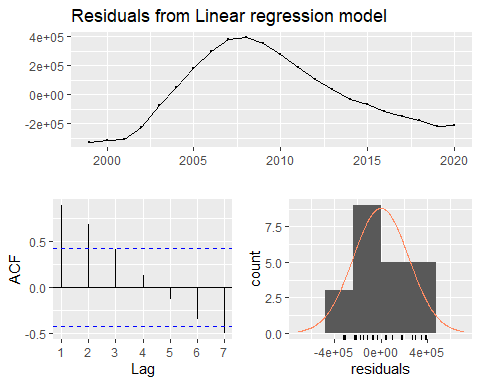 Residuals from Linear regression model
4e+05
2e+05
0e+00
-2e+05
2000 2005 2010 2015 2020
ACF
0.5
0.0
-0.5
1 2 3 4 5 6 7
Lag
count
7.5
5.0
2.5
0.0
-4e+05 0e+00 4e+05
residuals